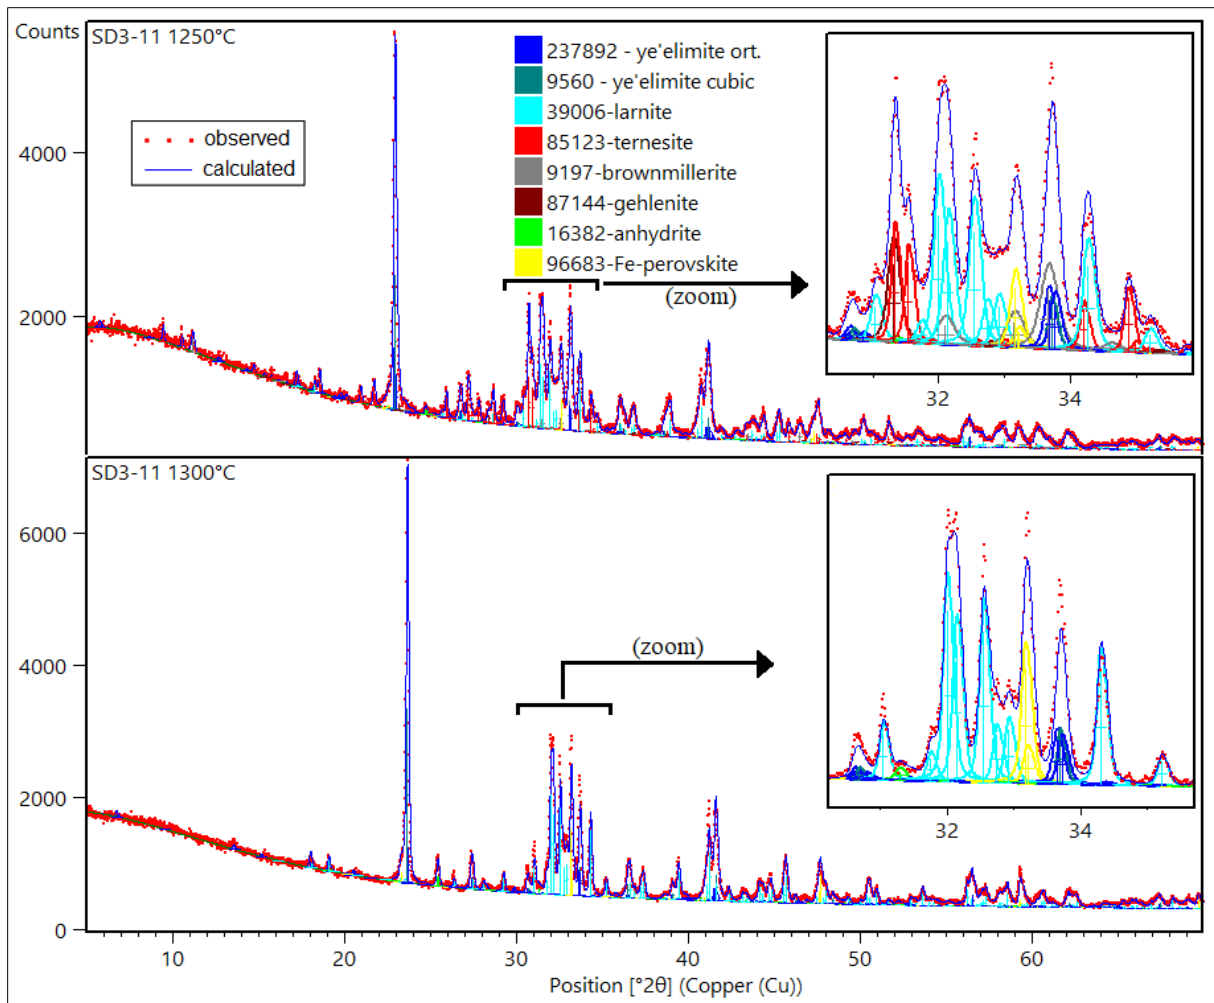 Counts
SD3-11 1250°C
237892 - ye'elimite ort.
9560 - ye'elimite cubic
39006-larnite
85123-ternesite
9197-brownmillerite
87144-gehlenite
16382-anhydrite
96683-Fe-perovskite
observed
calculated
4000
2000
(zoom)
32 34
SD3-11 1300°C
6000
4000
2000
0
(zoom)
32 34
10 20 30 40 50 60
Position [°2θ] (Copper (Cu))